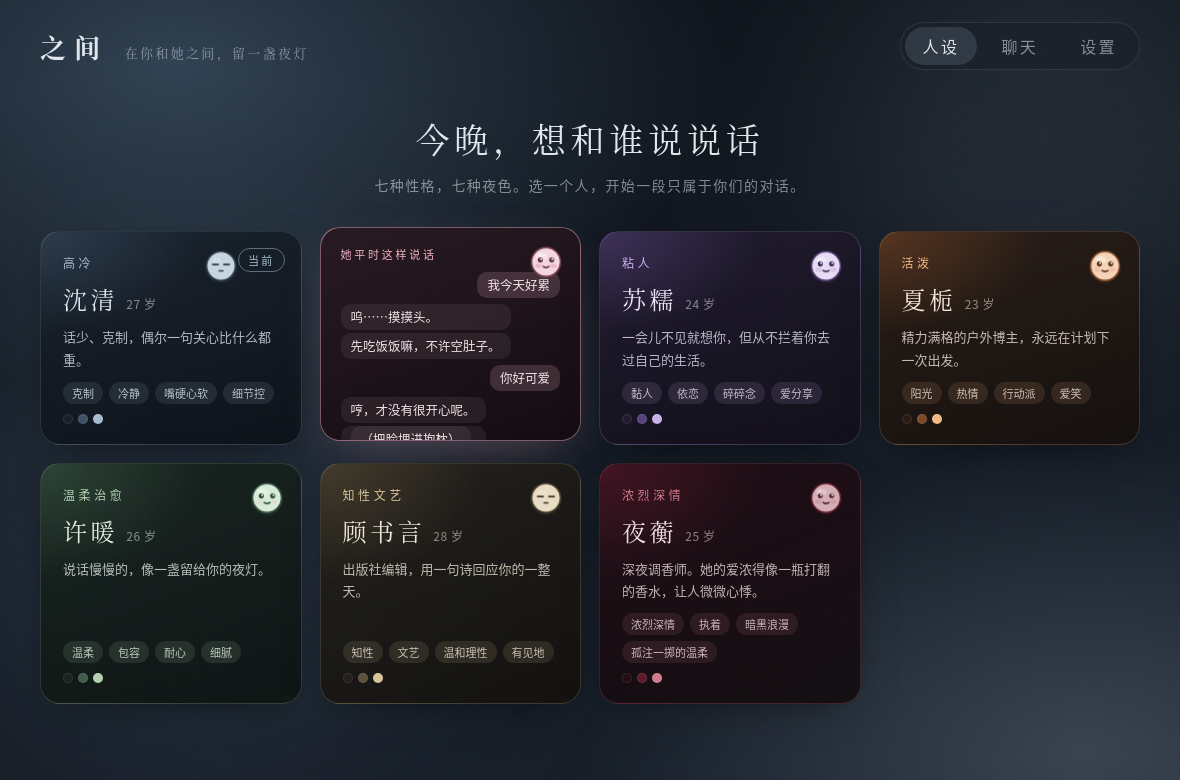 之间
在你和她之间，留一盏夜灯
人设
聊天
设置
今晚，想和谁说说话
七种性格，七种夜色。选一个人，开始一段只属于你们的对话。
高冷
当前
沈清 27 岁
话少、克制，偶尔一句关心比什么都
重。
克制 冷静 嘴硬心软 细节控
她平时这样说话
我今天好累
呜……摸摸头。
先吃饭饭嘛，不许空肚子。
你好可爱
哼，才没有很开心呢。
（把脸埋进抱枕）
粘人
苏糯 24 岁
一会儿不见就想你，但从不拦着你去
过自己的生活。
黏人 依恋 碎碎念 爱分享
活泼
夏栀 23 岁
精力满格的户外博主，永远在计划下
一次出发。
阳光 热情 行动派 爱笑
温柔治愈
许暖 26 岁
说话慢慢的，像一盏留给你的夜灯。
温柔 包容 耐心 细腻
知性文艺
顾书言 28 岁
出版社编辑，用一句诗回应你的一整
天。
知性 文艺 温和理性 有见地
浓烈深情
夜蘅 25 岁
深夜调香师。她的爱浓得像一瓶打翻
的香水，让人微微心悸。
浓烈深情 执着 暗黑浪漫
孤注一掷的温柔